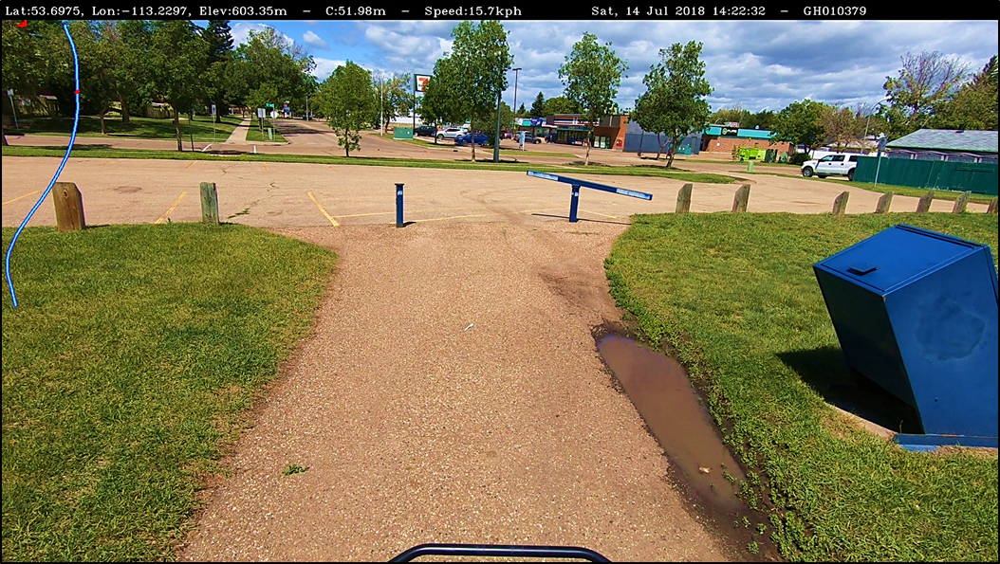 Lat:53.6975, Lon:-113.2297, Elev:603.35m - C:51.98m - Speed:15.7kph Sat, 14 Jul 2018 14:22:32 - GH010379